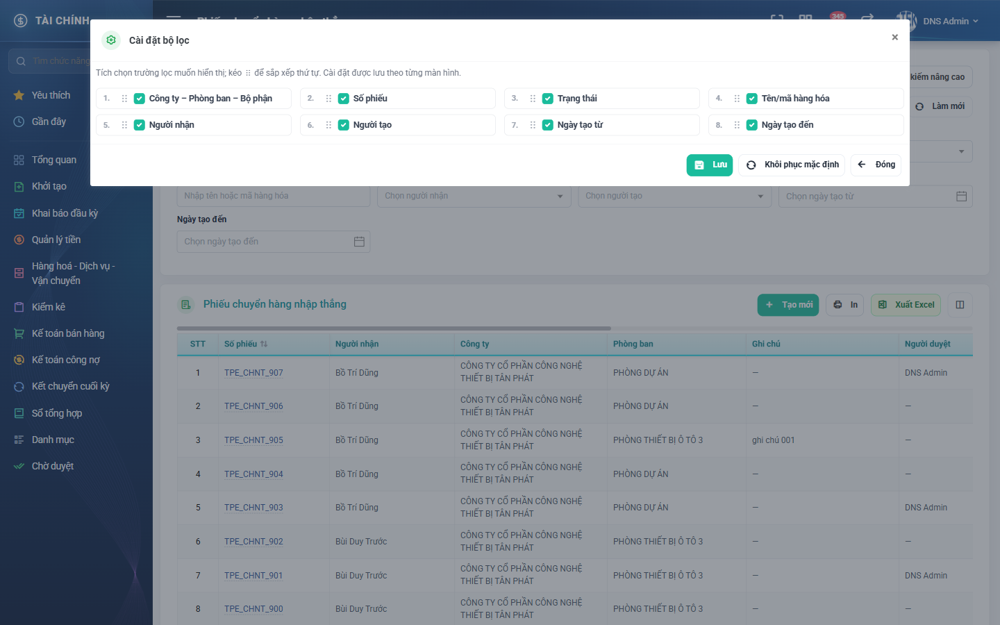 TÀI CHÍNH
345
DNS Admin
Cài đặt bộ lọc
×
Tích chọn trường lọc muốn hiển thị; kéo ⠿ để sắp xếp thứ tự. Cài đặt được lưu theo từng màn hình.
1. Công ty – Phòng ban – Bộ phận
2. Số phiếu
3. Trạng thái
4. Tên/mã hàng hóa
5. Người nhận
6. Người tạo
7. Ngày tạo từ
8. Ngày tạo đến
Lưu
Khôi phục mặc định
Đóng
Tìm chức năng
kiếm nâng cao
Làm mới
Yêu thích
Gần đây
Tổng quan
Khởi tạo
Khai báo đầu kỳ
Quản lý tiền
Hàng hoá - Dịch vụ -
Vận chuyển
Kiểm kê
Kế toán bán hàng
Kế toán công nợ
Kết chuyển cuối kỳ
Sổ tổng hợp
Danh mục
Chờ duyệt
Nhập tên hoặc mã hàng hóa
Chọn người nhận
Chọn người tạo
Chọn ngày tạo từ
Ngày tạo đến
Chọn ngày tạo đến
Phiếu chuyển hàng nhập thẳng
Tạo mới
In
Xuất Excel
STT Số phiếu Người nhận Công ty Phòng ban Ghi chú Người duyệt
1 TPE_CHNT_907 Bồ Trí Dũng CÔNG TY CỔ PHẦN CÔNG NGHỆ THIẾT BỊ TÂN PHÁT PHÒNG DỰ ÁN — DNS Admin
2 TPE_CHNT_906 Bồ Trí Dũng CÔNG TY CỔ PHẦN CÔNG NGHỆ THIẾT BỊ TÂN PHÁT PHÒNG DỰ ÁN — —
3 TPE_CHNT_905 Bồ Trí Dũng CÔNG TY CỔ PHẦN CÔNG NGHỆ THIẾT BỊ TÂN PHÁT PHÒNG THIẾT BỊ Ô TÔ 3 ghi chú 001 —
4 TPE_CHNT_904 Bồ Trí Dũng CÔNG TY CỔ PHẦN CÔNG NGHỆ THIẾT BỊ TÂN PHÁT PHÒNG DỰ ÁN — —
5 TPE_CHNT_903 Bồ Trí Dũng CÔNG TY CỔ PHẦN CÔNG NGHỆ THIẾT BỊ TÂN PHÁT PHÒNG DỰ ÁN — DNS Admin
6 TPE_CHNT_902 Bùi Duy Trước CÔNG TY CỔ PHẦN CÔNG NGHỆ THIẾT BỊ TÂN PHÁT PHÒNG THIẾT BỊ Ô TÔ 3 — —
7 TPE_CHNT_901 Bùi Duy Trước CÔNG TY CỔ PHẦN CÔNG NGHỆ THIẾT BỊ TÂN PHÁT PHÒNG THIẾT BỊ Ô TÔ 3 — DNS Admin
8 TPE_CHNT_900 Bùi Duy Trước CÔNG TY CỔ PHẦN CÔNG NGHỆ THIẾT BỊ TÂN PHÁT PHÒNG THIẾT BỊ Ô TÔ 3 — —